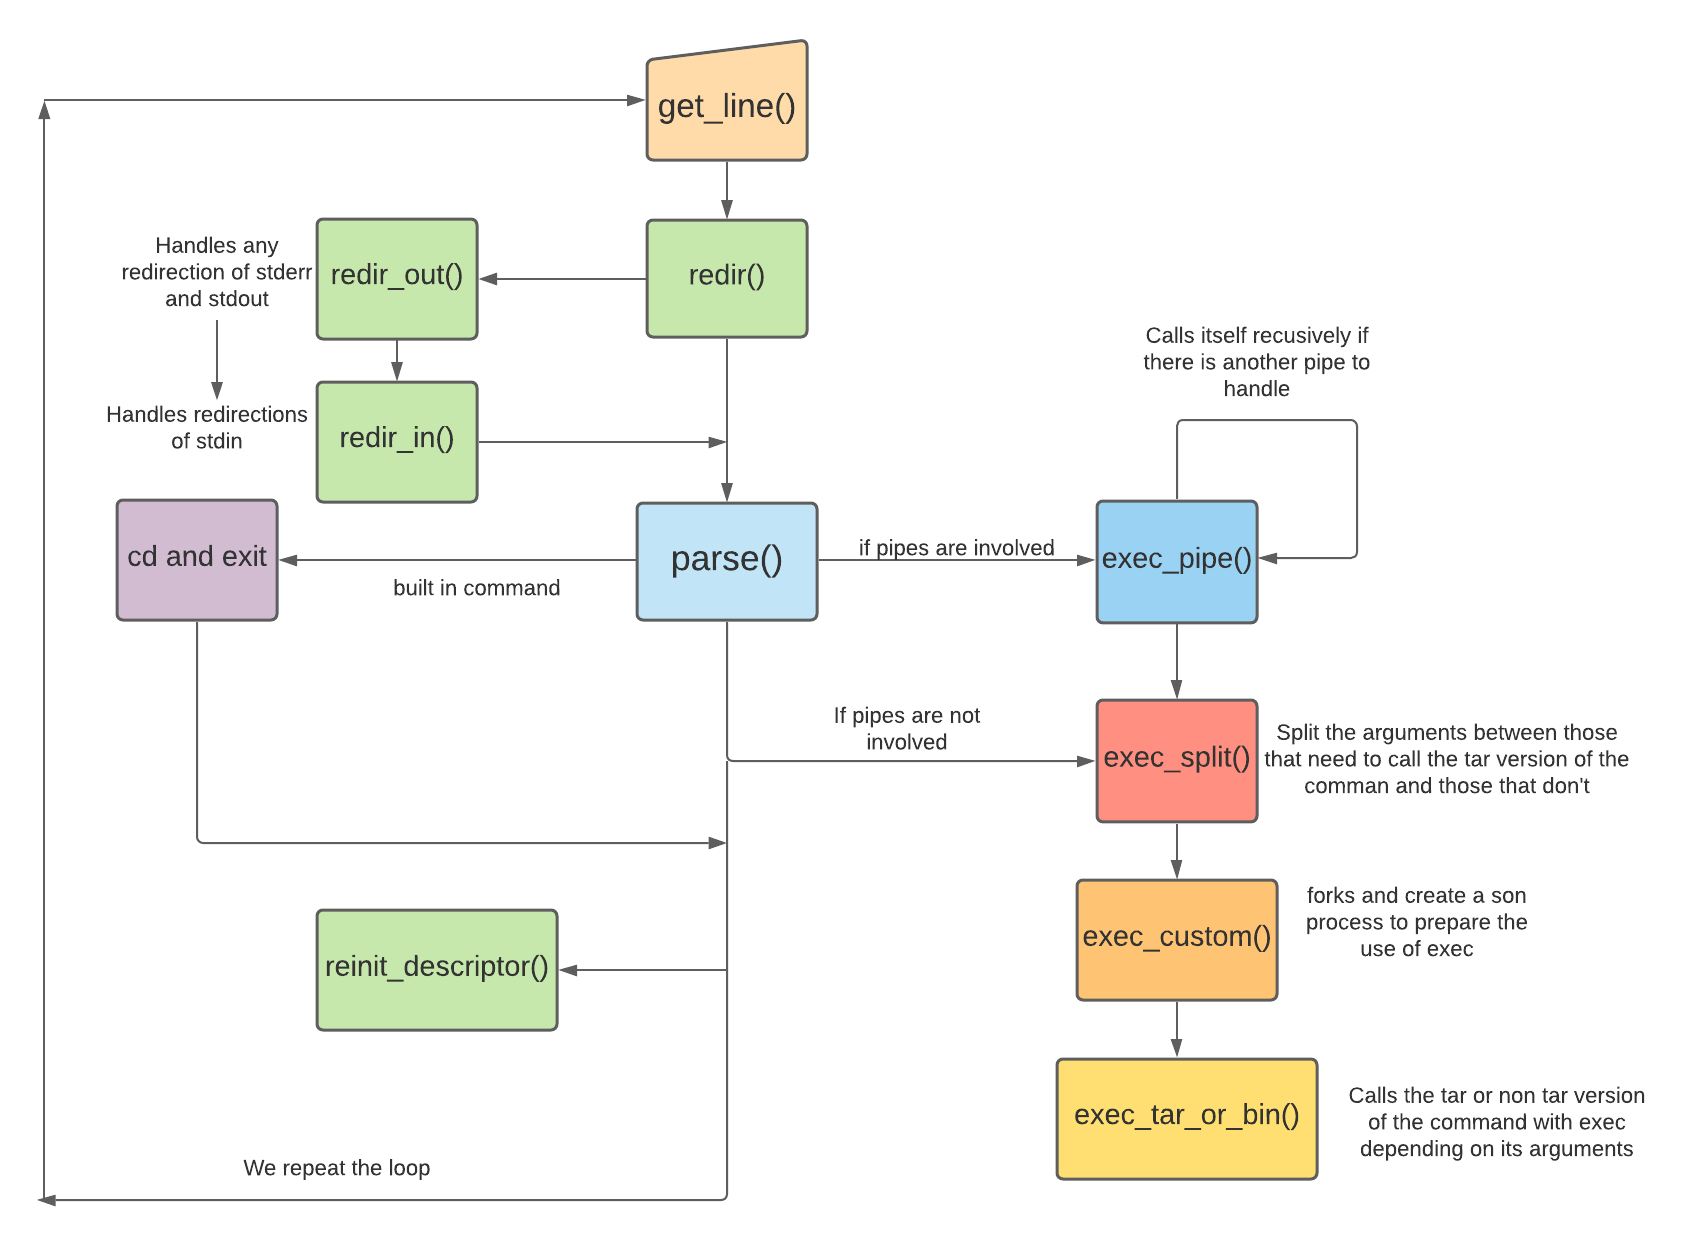 get_line()
Handles any
redirection of stderr
and stdout
redir_out()
redir()
Calls itself recusively if
there is another pipe to
handle
Handles redirections
of stdin
redir_in()
cd and exit
built in command
parse()
if pipes are involved
exec_pipe()
If pipes are not
involved
exec_split()
Split the arguments between those
that need to call the tar version of the
comman and those that don't
exec_custom()
forks and create a son
process to prepare the
use of exec
reinit_descriptor()
exec_tar_or_bin()
Calls the tar or non tar version
of the command with exec
depending on its arguments
We repeat the loop